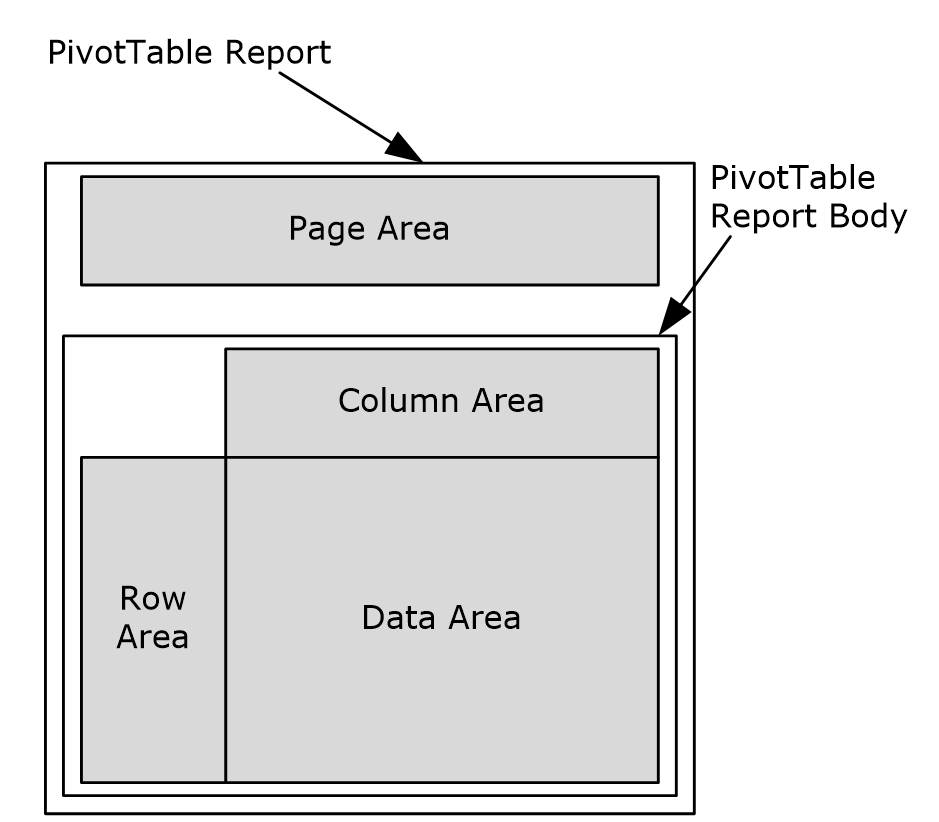 PivotTable Report
PivotTable
Report Body
Page Area
Column Area
Row
Area
Data Area